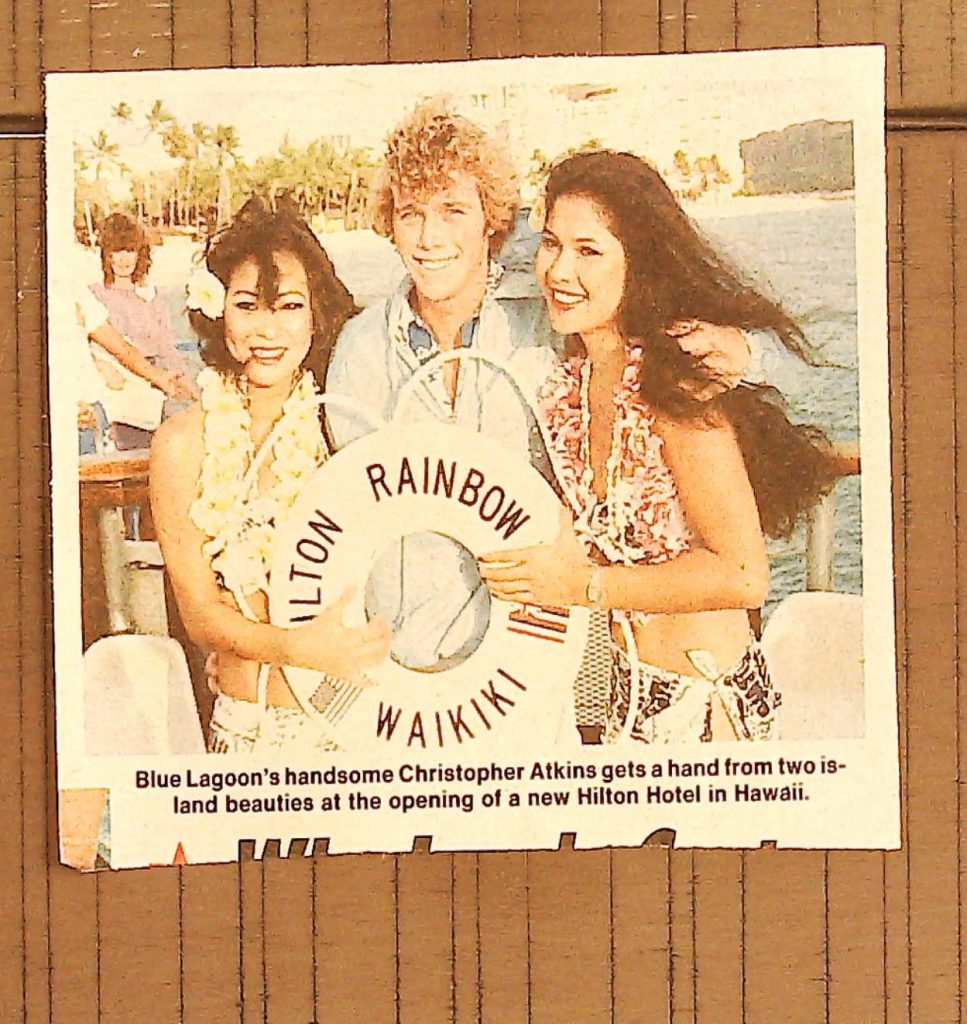 RAINBOW
ILTON
WAIKIKI
Blue Lagoon's handsome Christopher Atkins gets a hand from two is-
land beauties at the opening of a new Hilton Hotel in Hawaii.